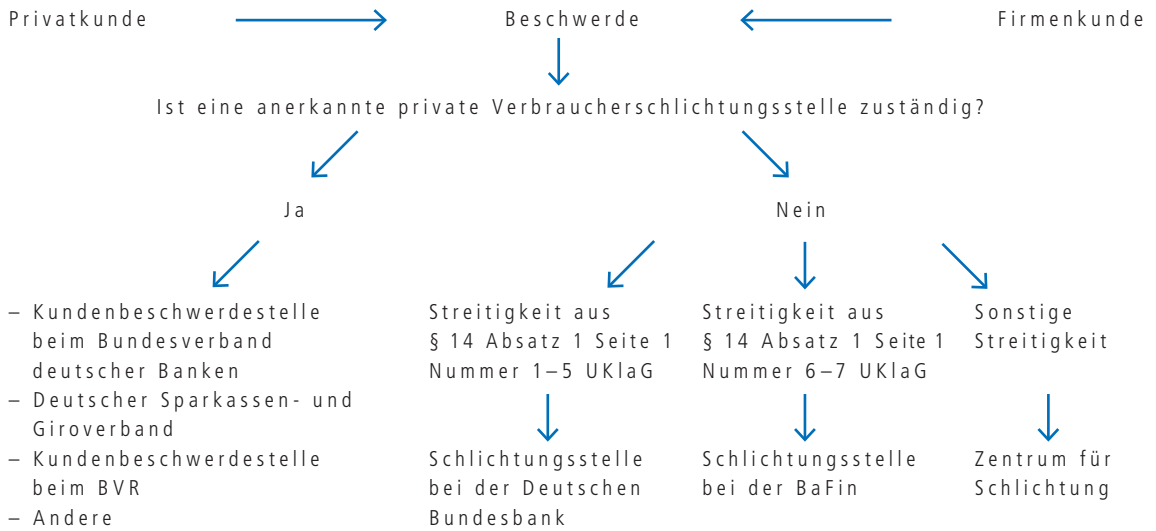 Privatkunde
Beschwerde
Firmenkunde
Ist eine anerkannte private Verbraucherschlichtungsstelle zuständig?
Ja
Nein
– Kundenbeschwerdestelle
beim Bundesverband
deutscher Banken
– Deutscher Sparkassen- und
Giroverband
– Kundenbeschwerdestelle
beim BVR
– Andere
Streitigkeit aus
§ 14 Absatz 1 Seite 1
Nummer 1–5 UKlaG
Schlichtungsstelle
bei der Deutschen
Bundesbank
Streitigkeit aus
§ 14 Absatz 1 Seite 1
Nummer 6–7 UKlaG
Schlichtungsstelle
bei der BaFin
Sonstige
Streitigkeit
Zentrum für
Schlichtung